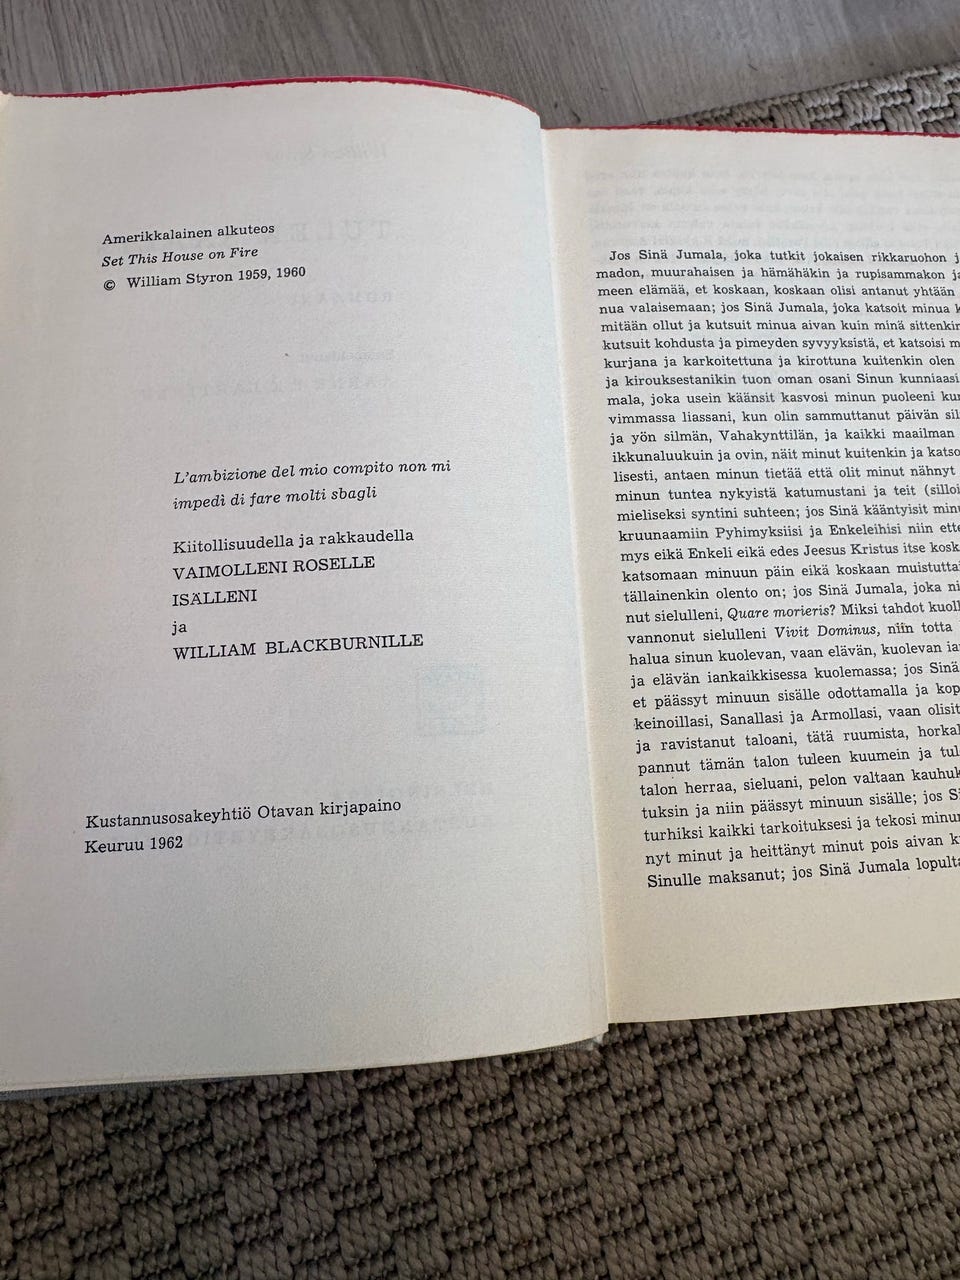 Amerikkalainen alkuteos
Set This House on Fire
© William Styron 1959, 1960
L'ambizione del mio compito non mi
impedì di fare molti sbagli
Kiitollisuudella ja rakkaudella
VAIMOLLENI ROSELLE
ISÄLLENI
ja
WILLIAM BLACKBURNILLE
Kustannusosakeyhtiö Otavan kirjapaino
Keuruu 1962
Jos Sinä Jumala, joka tutkit jokaisen rikkaruohon
madon, muurahaisen ja hämähäkin ja rupisammakon
meen elämää, et koskaan, koskaan olisi antanut yhtään
nua valaisemaan; jos Sinä Jumala, joka katsoit minua
mitään ollut ja kutsuit minua aivan kuin minä sittenkin
kutsuit kohdusta ja pimeyden syvyyksistä, et katsoisi
kurjana ja karkoitettuna ja kirottuna kuitenkin olen
ja kirouksestanikin tuon oman osani Sinun kunniaasi
mala, joka usein käänsit kasvosi minun puoleeni
vimmassa liassani, kun olin sammuttanut päivän
ja yön silmän, Vahakynttilän, ja kaikki maailman
ikkunaluukuin ja ovin, näit minut kuitenkin ja
lisesti, antaen minun tietää että olit minut nähnyt
minun tuntea nykyistä katumustani ja teit
mieliseksi syntini suhteen; jos Sinä kääntyisit
kruunaamiin Pyhimyksiisi ja Enkeleihisi niin
mys eikä Enkeli eikä edes Jeesus Kristus itse
katsomaan minuun päin eikä koskaan
tällainenkin olento on; jos Sinä Jumala, joka
nut sielulleni, Quare morieris? Miksi tahdot
vannonut sielulleni Vivit Dominus, niin totta
halua sinun kuolevan, vaan elävän, kuolevan
ja elävän iankaikkisessa kuolemassa; jos Sinä
et päässyt minuun sisälle odottamalla ja
keinoillasi, Sanallasi ja Armollasi, vaan
ja ravistanut taloani, tätä ruumista,
pannut tämän talon tuleen kuumein ja
talon herraa, sieluani, pelon valtaan
tuksin ja niin päässyt minuun sisälle; jos
turhiksi kaikki tarkoituksesi ja tekosi
nyt minut ja heittänyt minut pois aivan
Sinulle maksanut; jos Sinä Jumala